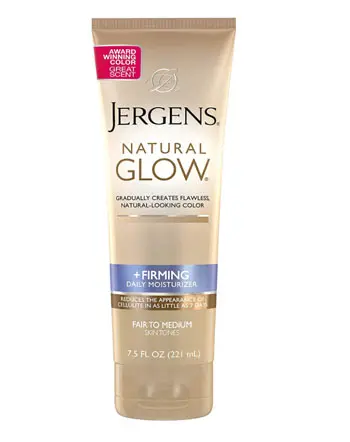 AWARD
WINNING
COLOR
GREAT
SCENT
JERGENS®
NATURAL
GLOW®
GRADUALLY CREATES FLAWLESS,
NATURAL-LOOKING COLOR
+FIRMING
DAILY MOISTURIZER
REDUCES THE APPEARANCE OF
CELLULITE IN AS LITTLE AS 7 DAYS
FAIR TO MEDIUM
SKIN TONES
7.5 FL OZ (221 mL)